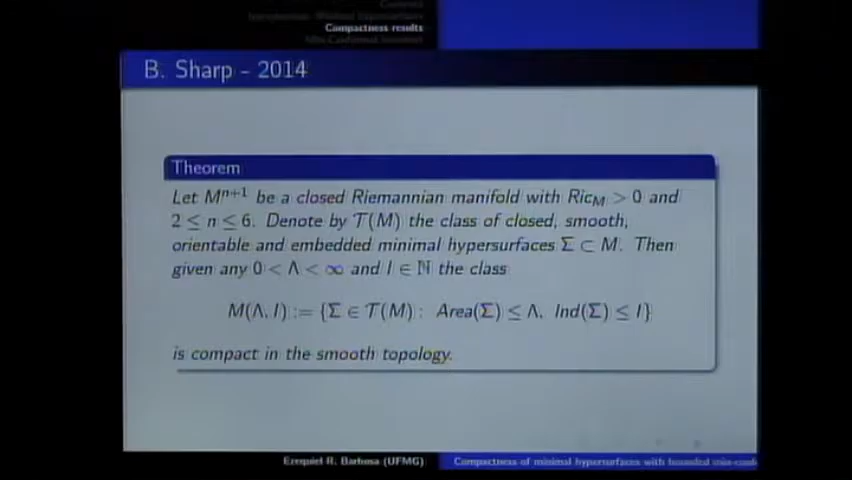 Compactness results
B. Sharp - 2014
Theorem
Let Mⁿ⁺¹ be a closed Riemannian manifold with Ric_M > 0 and
2 ≤ n ≤ 6. Denote by 𝒯(M) the class of closed, smooth,
orientable and embedded minimal hypersurfaces Σ ⊂ M. Then
given any 0 < Λ < ∞ and I ∈ ℕ the class
M(Λ, I) := {Σ ∈ 𝒯(M) : Area(Σ) ≤ Λ, Ind(Σ) ≤ I}
is compact in the smooth topology.
Ezequiel R. Barbosa (UFMG)
Compactness of minimal hypersurfaces with bounded